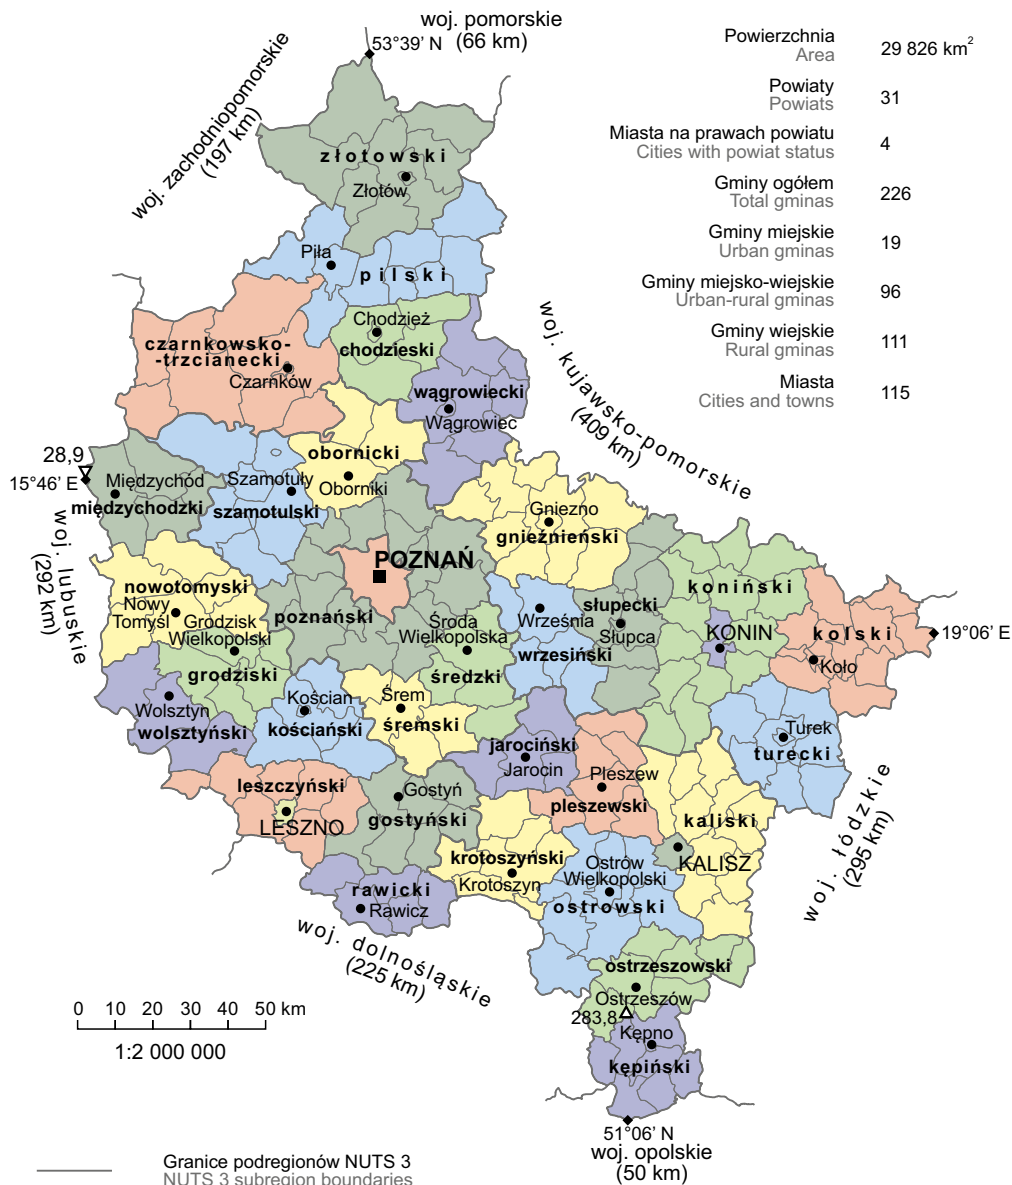 woj. pomorskie
(66 km)
53°39' N
woj. zachodniopomorskie
(197 km)
Powierzchnia
Area
29 826 km²
Powiaty
Powiats
31
Miasta na prawach powiatu
Cities with powiat status
4
Gminy ogółem
Total gminas
226
Gminy miejskie
Urban gminas
19
Gminy miejsko-wiejskie
Urban-rural gminas
96
Gminy wiejskie
Rural gminas
111
Miasta
Cities and towns
115
złotowski
Złotów
Piła
pilski
Chodzież
chodzieski
czarnkowsko-
-trzcianecki
Czarnków
wągrowiecki
Wągrowiec
woj. kujawsko-pomorskie
(409 km)
obornicki
Oborniki
28,9
15°46' E
Międzychód
międzychodzki
Szamotuły
szamotulski
Gniezno
gnieźnieński
woj. lubuskie
(292 km)
POZNAŃ
poznański
nowotomyski
Nowy
Tomyśl
Grodzisk
Wielkopolski
grodziski
Środa
Wielkopolska
średzki
Września
wrzesiński
słupecki
Słupca
koniński
KONIN
kolski
Koło
19°06' E
Wolsztyn
wolsztyński
Kościan
kościański
Śrem
śremski
jarociński
Jarocin
Turek
turecki
leszczyński
LESZNO
Gostyń
gostyński
Pleszew
pleszewski
kaliski
KALISZ
woj. łódzkie
(295 km)
krotoszyński
Krotoszyn
Ostrów
Wielkopolski
ostrowski
rawicki
Rawicz
woj. dolnośląskie
(225 km)
ostrzeszowski
Ostrzeszów
283,8
Kępno
kępiński
0 10 20 30 40 50 km
1:2 000 000
51°06' N
woj. opolskie
(50 km)
Granice podregionów NUTS 3
NUTS 3 subregion boundaries